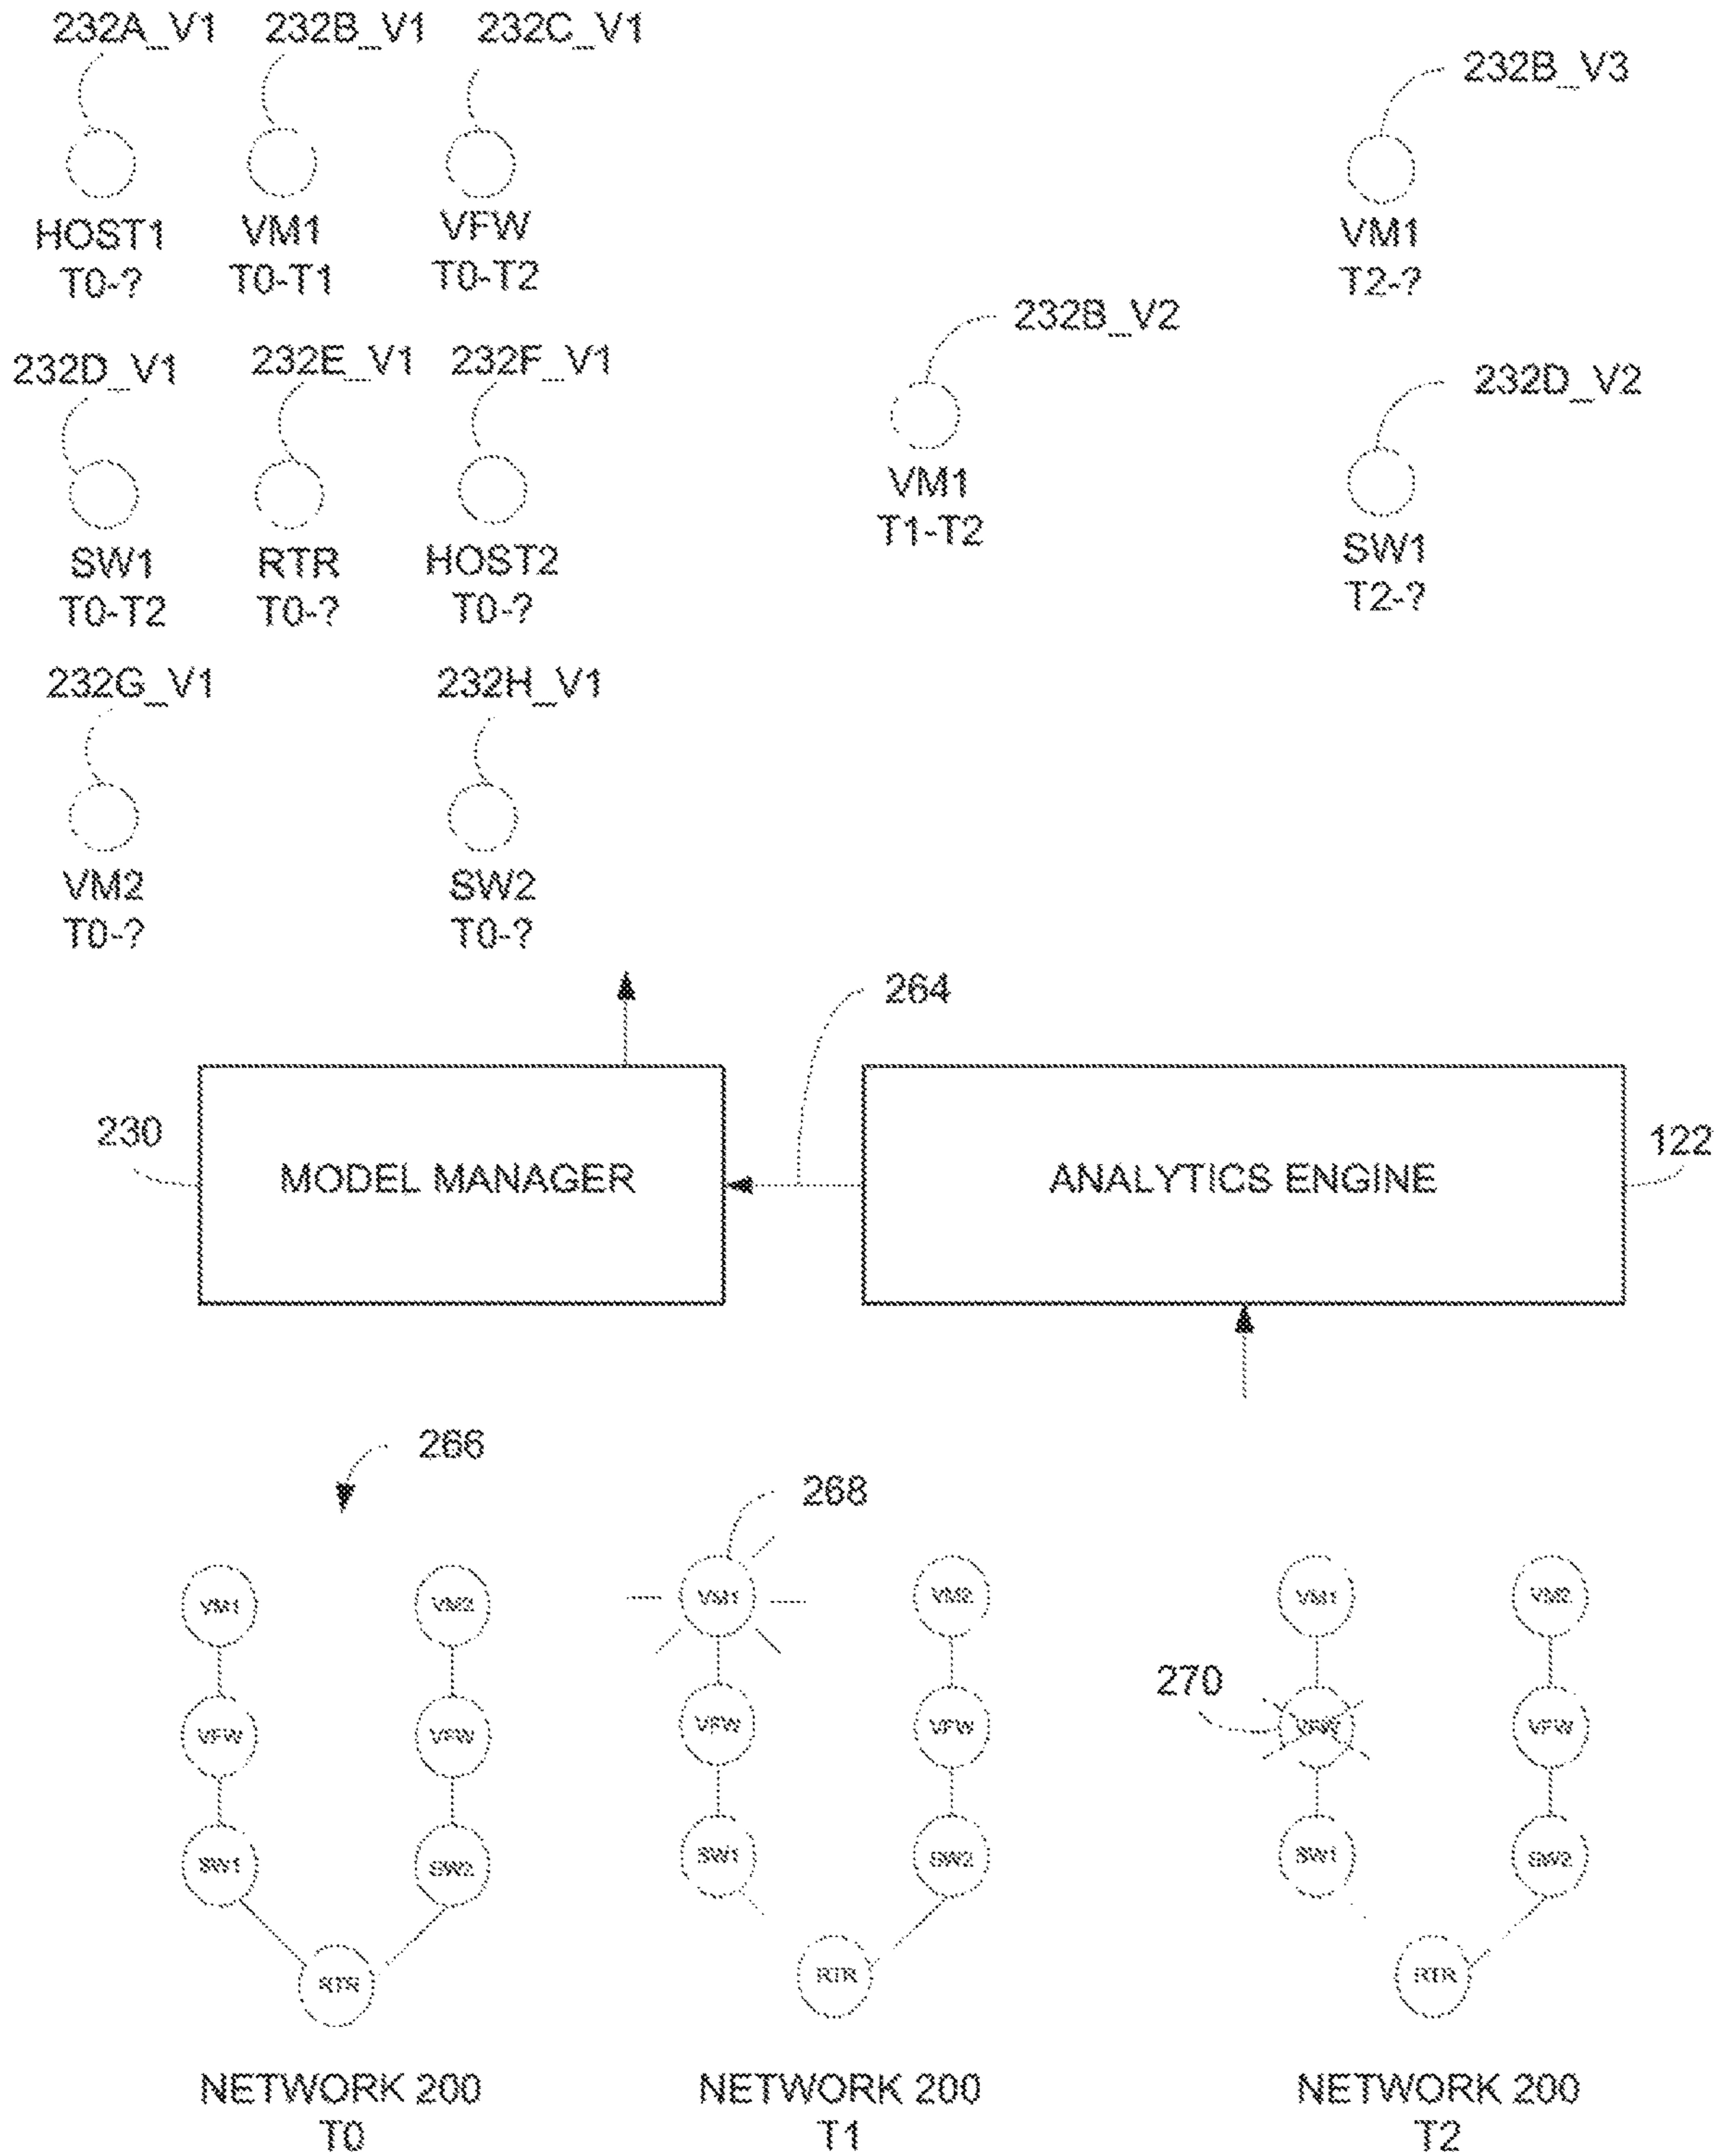 232A_V1 232B_V1 232C_V1
232B_V3
HOST1 VM1 VFW
T0-? T0-T1 T0-T2
VM1
T2-?
232B_V2
232D_V1 232E_V1 232F_V1
232D_V2
VM1
T1-T2
SW1 RTR HOST2
T0-T2 T0-? T0-?
SW1
T2-?
232G_V1 232H_V1
VM2 SW2
T0-? T0-?
264
230
MODEL MANAGER
ANALYTICS ENGINE
122
266
268
VM1 VM2 VM1 VM2 VM1 VM2
270
VFW VFW VFW VFW VFW VFW
SW1 SW2 SW1 SW2 SW1 SW2
RTR RTR RTR
NETWORK 200 NETWORK 200 NETWORK 200
T0 T1 T2